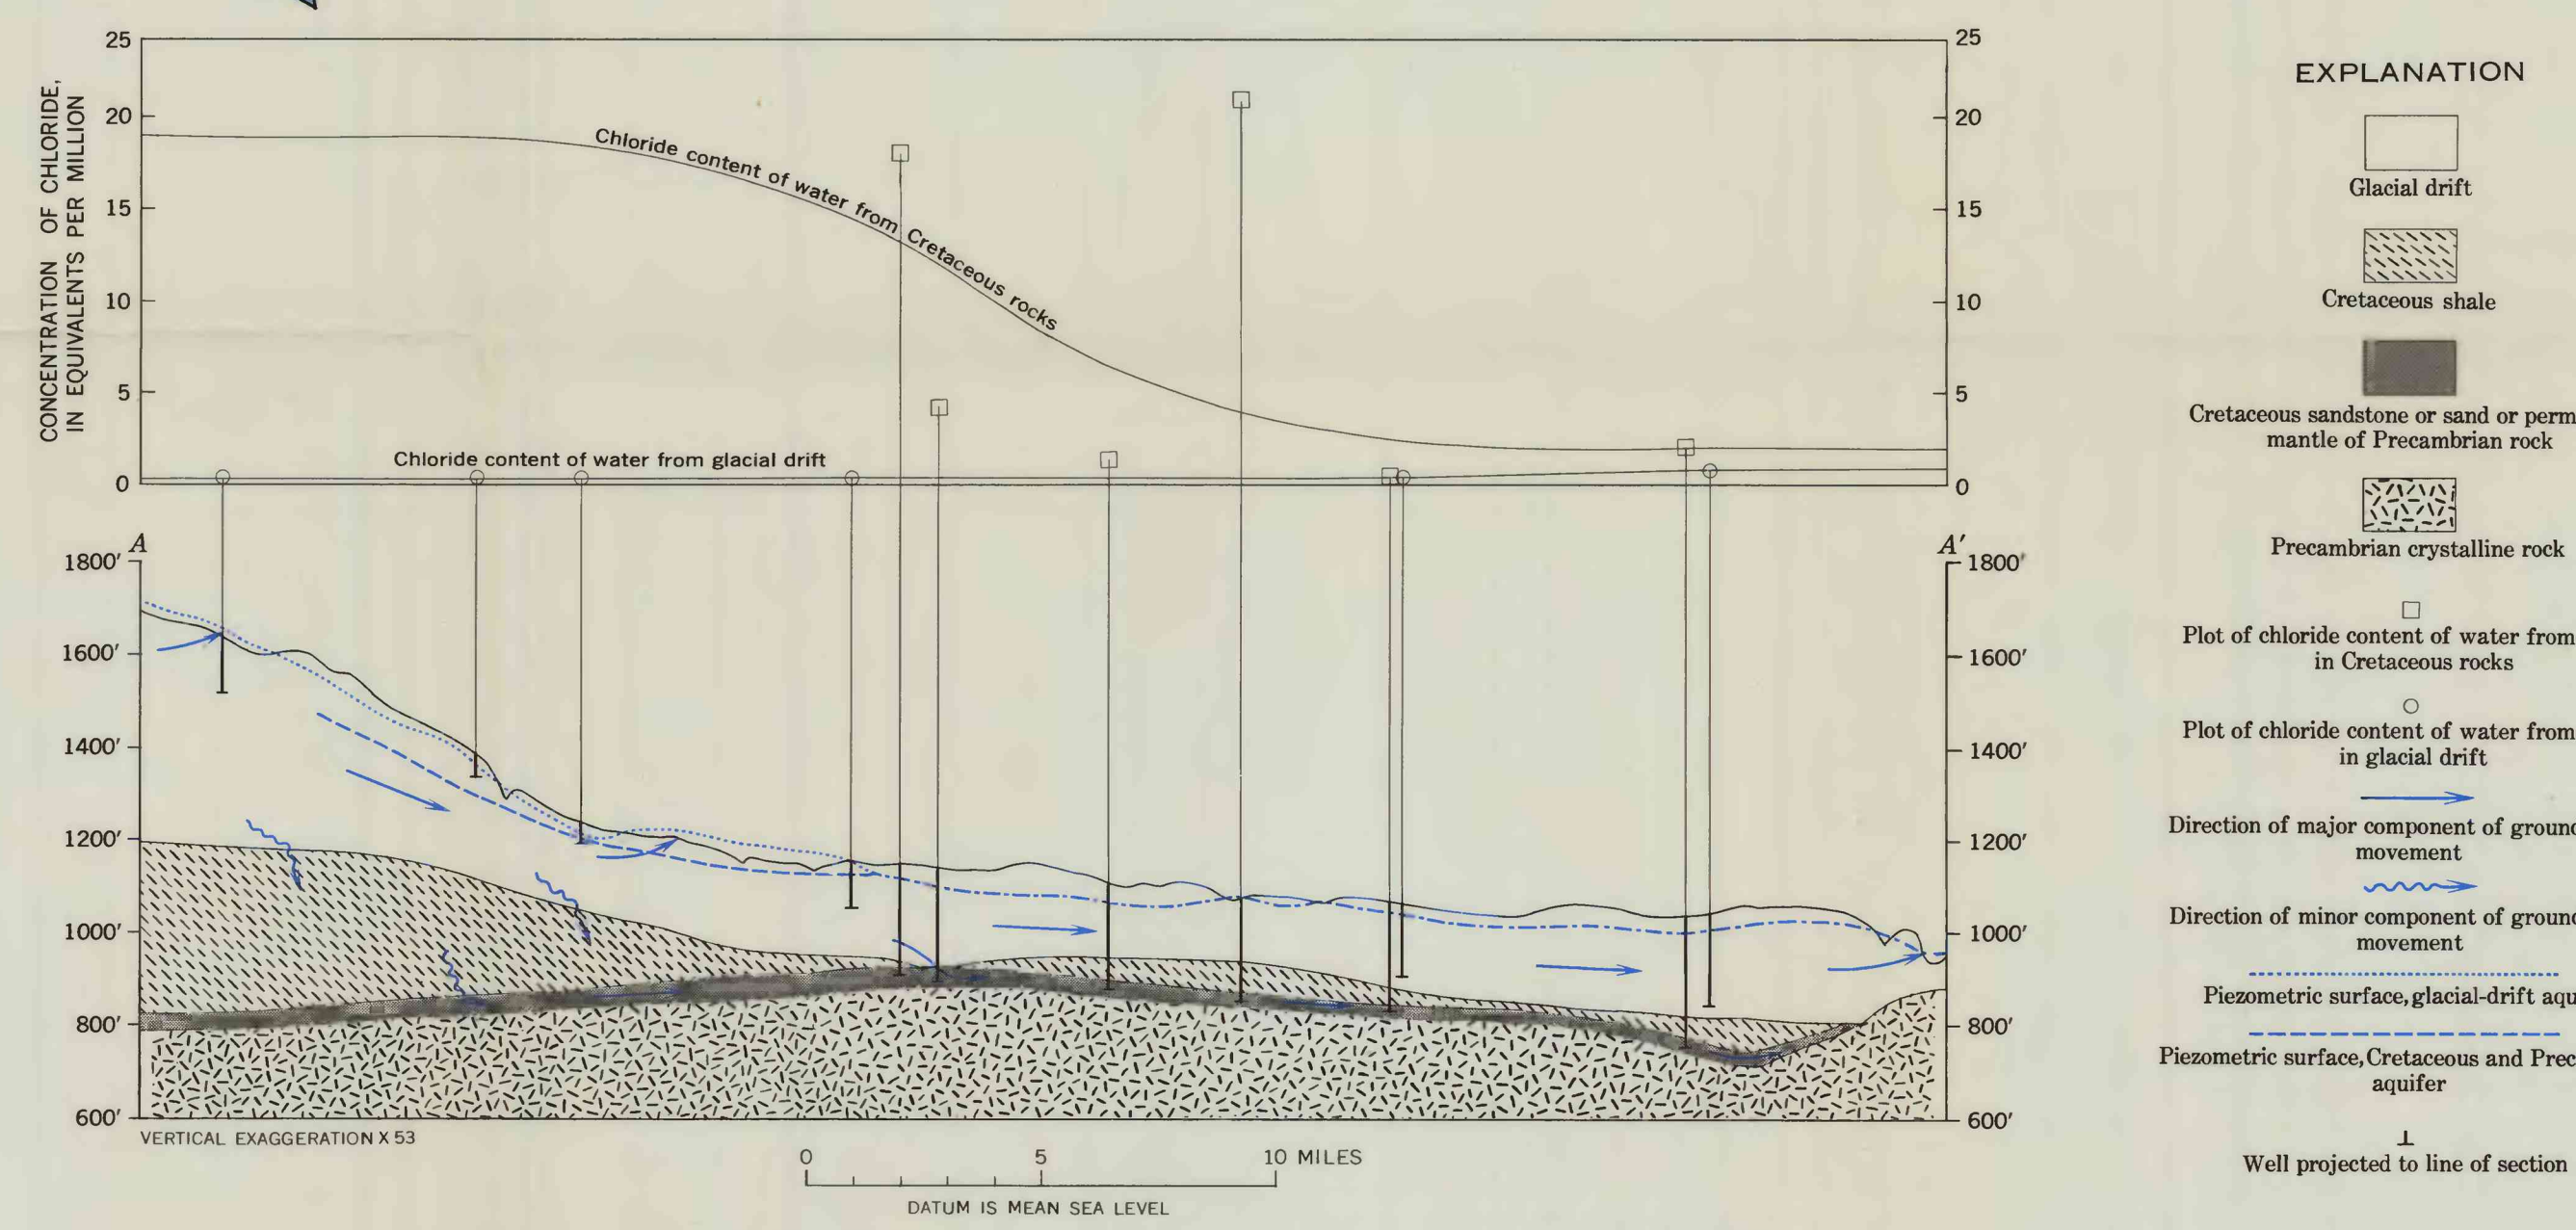 25
20
15
10
5
0
CONCENTRATION OF CHLORIDE,
IN EQUIVALENTS PER MILLION
25
20
15
10
5
0
Chloride content of water from Cretaceous rocks
Chloride content of water from glacial drift
A
A′
1800′
1600′
1400′
1200′
1000′
800′
600′
1800′
1600′
1400′
1200′
1000′
800′
600′
VERTICAL EXAGGERATION X 53
0 5 10 MILES
DATUM IS MEAN SEA LEVEL
EXPLANATION
Glacial drift
Cretaceous shale
Cretaceous sandstone or sand or perm
mantle of Precambrian rock
Precambrian crystalline rock
Plot of chloride content of water from
in Cretaceous rocks
Plot of chloride content of water from
in glacial drift
Direction of major component of ground
movement
Direction of minor component of ground
movement
Piezometric surface, glacial-drift aqu
Piezometric surface, Cretaceous and Prec
aquifer
Well projected to line of section